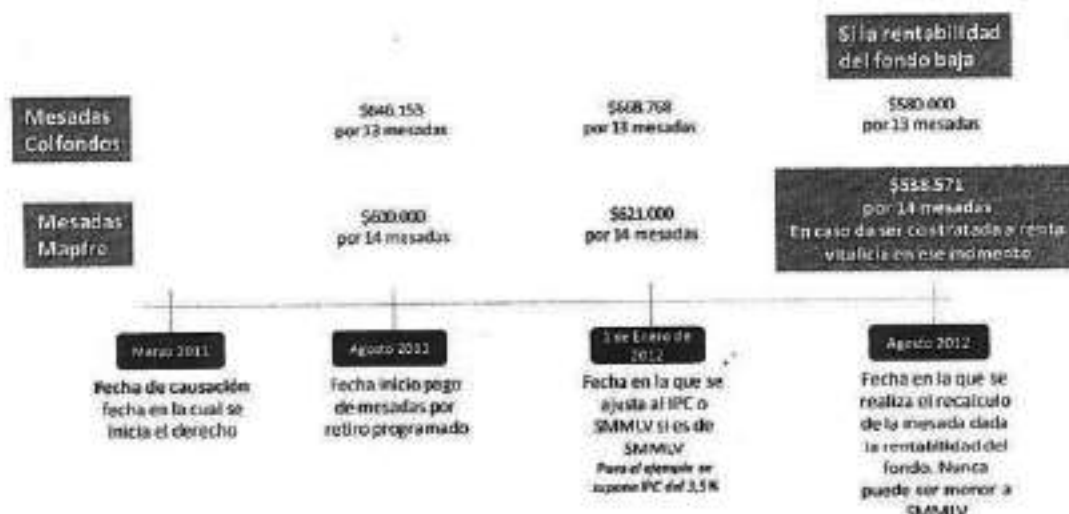 Si la rentabilidad
del fondo baja
Mesadas
Colfondos
$646.153
por 13 mesadas
$668.768
por 13 mesadas
$580.000
por 13 mesadas
Mesadas
Mapfre
$600.000
por 14 mesadas
$621.000
por 14 mesadas
$538.571
por 14 mesadas
En caso de ser contratada a renta
vitalicia en ese momento
Marzo 2011
Fecha de causación
fecha en la cual se
inicia el derecho
Agosto
Fecha inicio pago
de mesadas por
retiro programado
1 de Enero de
2012
Fecha en la que se
ajusta al IPC o
SMMLV si es de
SMMLV
Para el ejemplo se
supone IPC del 3,5%
Agosto 2012
Fecha en la que se
realiza el recalculo
de la mesada dada
la rentabilidad del
fondo. Nunca
puede ser menor a
SMMLV